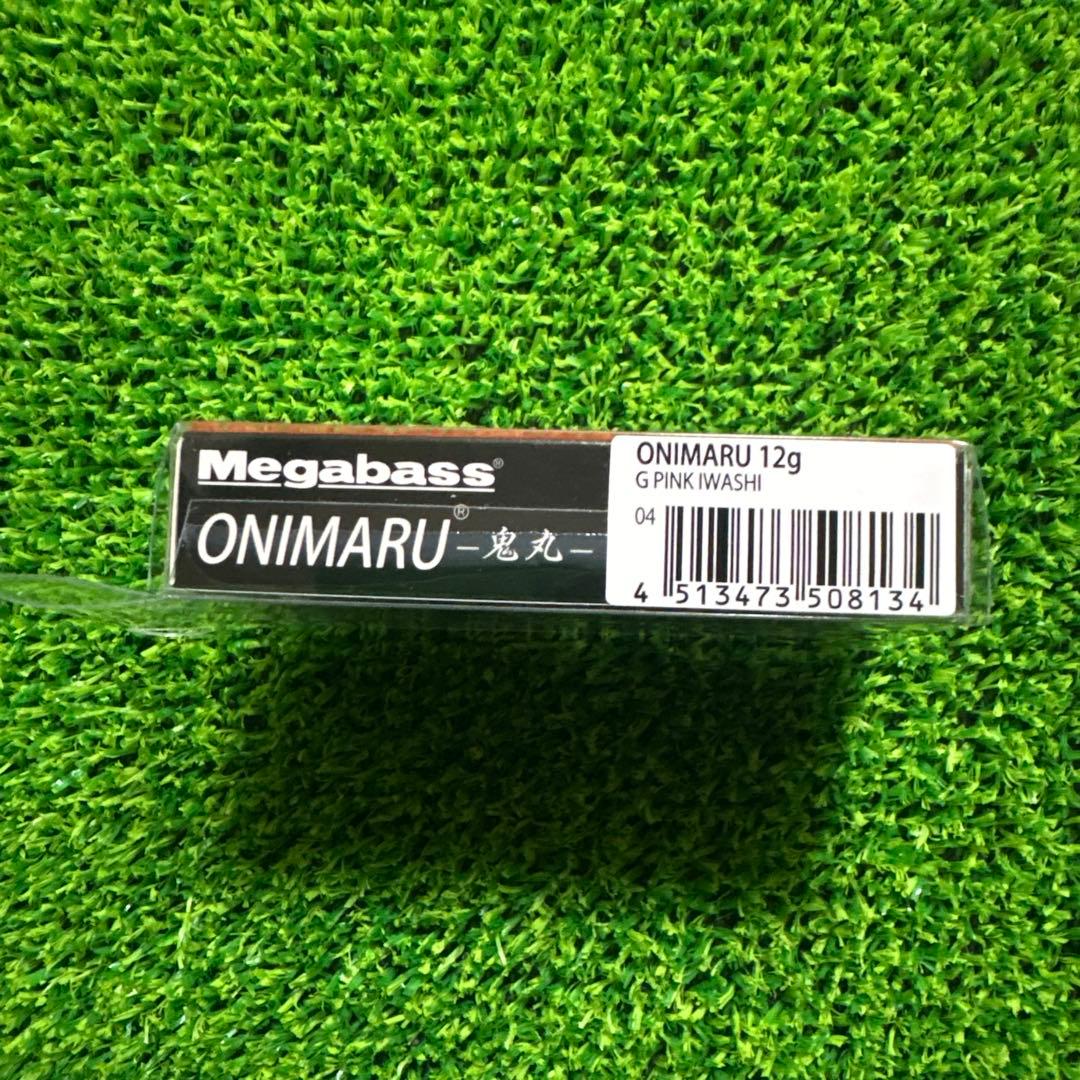 Megabass®
ONIMARU® -鬼丸-
ONIMARU 12g
G PINK IWASHI
04
4 513473 508134